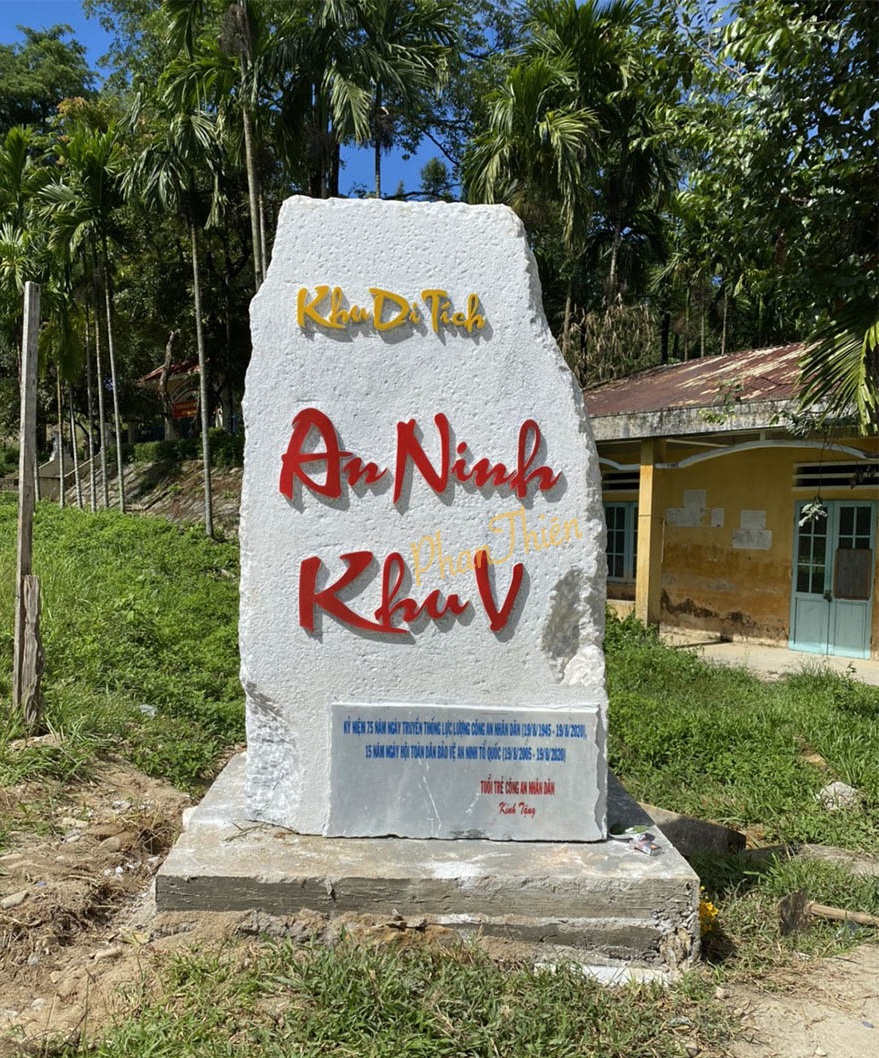 Khu Di Tích
An Ninh
Phan Thiên
Khu V
KỶ NIỆM 75 NĂM NGÀY TRUYỀN THỐNG LỰC LƯỢNG CÔNG AN NHÂN DÂN (19/8/1945 - 19/8/2020),
15 NĂM NGÀY HỘI TOÀN DÂN BẢO VỆ AN NINH TỔ QUỐC (19/8/2005 - 19/8/2020)
TUỔI TRẺ CÔNG AN NHÂN DÂN
Kính Tặng